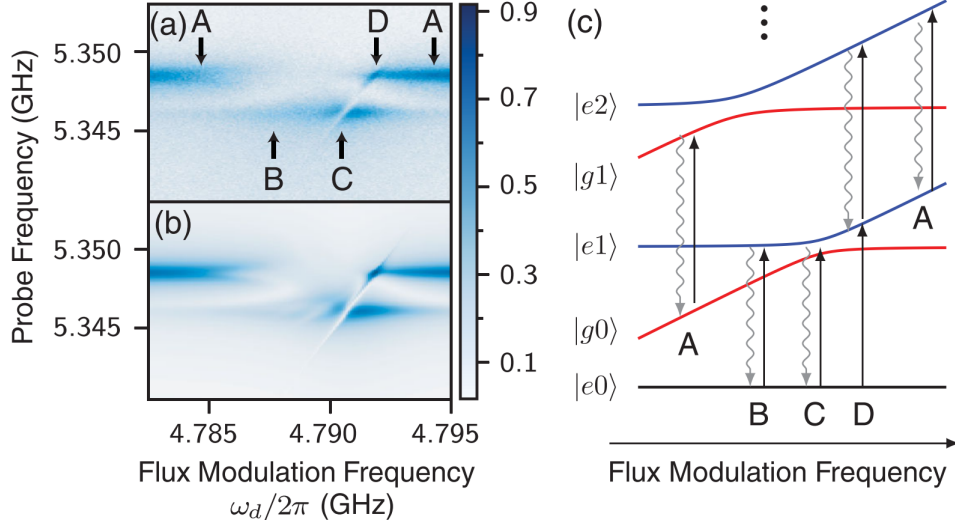 (a)
A
D
A
B
C
5.350
5.345
(b)
5.350
5.345
Probe Frequency (GHz)
4.785
4.790
4.795
Flux Modulation Frequency
ω_d/2π (GHz)
0.9
0.7
0.5
0.3
0.1
(c)
|e2⟩
|g1⟩
|e1⟩
|g0⟩
|e0⟩
A
A
B
C
D
Flux Modulation Frequency